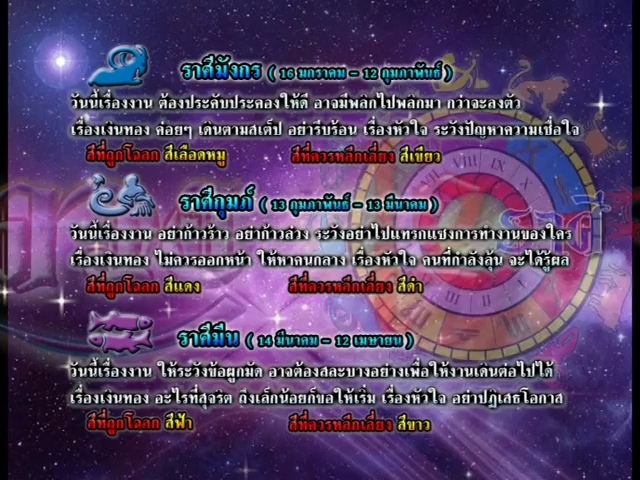 ราศีมังกร ( 16 มกราคม - 12 กุมภาพันธ์ )
วันนี้เรื่องงาน ต้องประคับประคองให้ดี อาจมีพลิกไปพลิกมา กว่าจะลงตัว
เรื่องเงินทอง ค่อยๆ เดินตามสเต็ป อย่ารีบร้อน เรื่องหัวใจ ระวังปัญหาความเชื่อใจ
สีที่ถูกโฉลก สีเลือดหมู สีที่ควรหลีกเลี่ยง สีเขียว
ราศีกุมภ์ ( 13 กุมภาพันธ์ - 13 มีนาคม )
วันนี้เรื่องงาน อย่าก้าวร้าว อย่าก้าวล่วง ระวังอย่าไปแทรกแซงการทำงานของใคร
เรื่องเงินทอง ไม่ควรออกหน้า ให้หาคนกลาง เรื่องหัวใจ คนที่กำลังลุ้น จะได้รู้ผล
สีที่ถูกโฉลก สีแดง สีที่ควรหลีกเลี่ยง สีดำ
ราศีมีน ( 14 มีนาคม - 12 เมษายน )
วันนี้เรื่องงาน ให้ระวังข้อผูกมัด อาจต้องสละบางอย่างเพื่อให้งานเดินต่อไปได้
เรื่องเงินทอง อะไรที่สุจริต ถึงเล็กน้อยก็ขอให้เริ่ม เรื่องหัวใจ อย่าปฏิเสธโอกาส
สีที่ถูกโฉลก สีฟ้า สีที่ควรหลีกเลี่ยง สีขาว